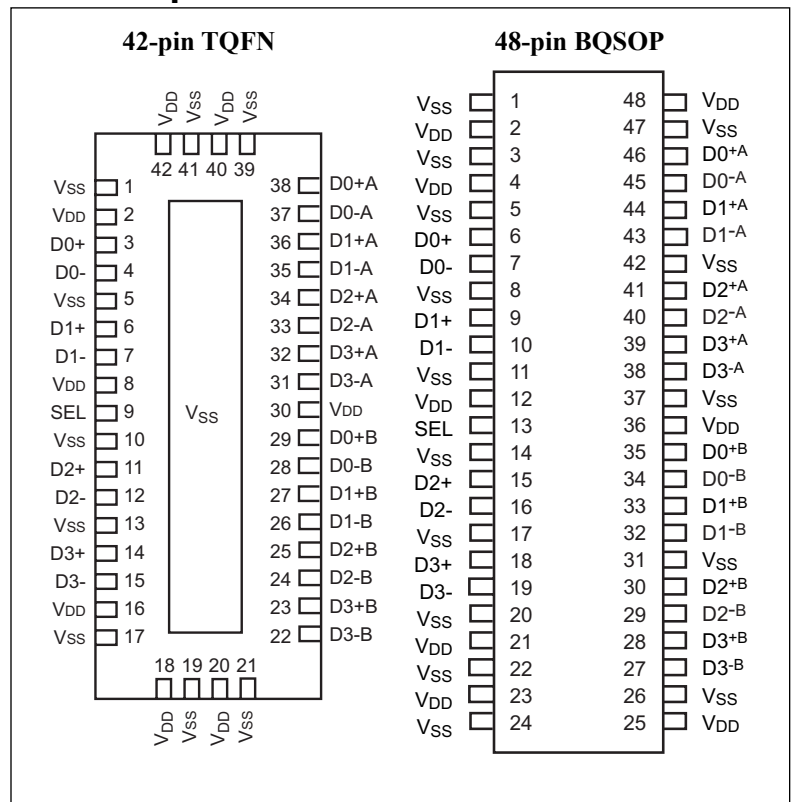 42-pin TQFN
48-pin BQSOP
VDD
VSS
VDD
VSS
42 41 40 39
VSS 1
VDD 2
D0+ 3
D0- 4
VSS 5
D1+ 6
D1- 7
VDD 8
SEL 9
VSS 10
D2+ 11
D2- 12
VSS 13
D3+ 14
D3- 15
VDD 16
VSS 17
VSS
38 D0+A
37 D0-A
36 D1+A
35 D1-A
34 D2+A
33 D2-A
32 D3+A
31 D3-A
30 VDD
29 D0+B
28 D0-B
27 D1+B
26 D1-B
25 D2+B
24 D2-B
23 D3+B
22 D3-B
18 19 20 21
VDD
VSS
VDD
VSS
VSS 1 48 VDD
VDD 2 47 VSS
VSS 3 46 D0+A
VDD 4 45 D0-A
VSS 5 44 D1+A
D0+ 6 43 D1-A
D0- 7 42 VSS
VSS 8 41 D2+A
D1+ 9 40 D2-A
D1- 10 39 D3+A
VSS 11 38 D3-A
VDD 12 37 VSS
SEL 13 36 VDD
VSS 14 35 D0+B
D2+ 15 34 D0-B
D2- 16 33 D1+B
VSS 17 32 D1-B
D3+ 18 31 VSS
D3- 19 30 D2+B
VSS 20 29 D2-B
VDD 21 28 D3+B
VSS 22 27 D3-B
VDD 23 26 VSS
VSS 24 25 VDD